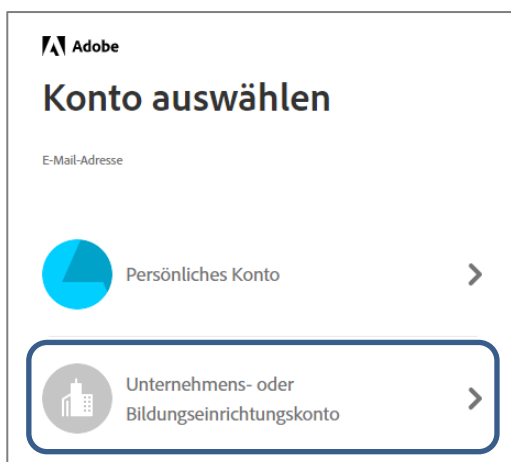 Adobe
Konto auswählen
E-Mail-Adresse
Persönliches Konto
Unternehmens- oder
Bildungseinrichtungskonto